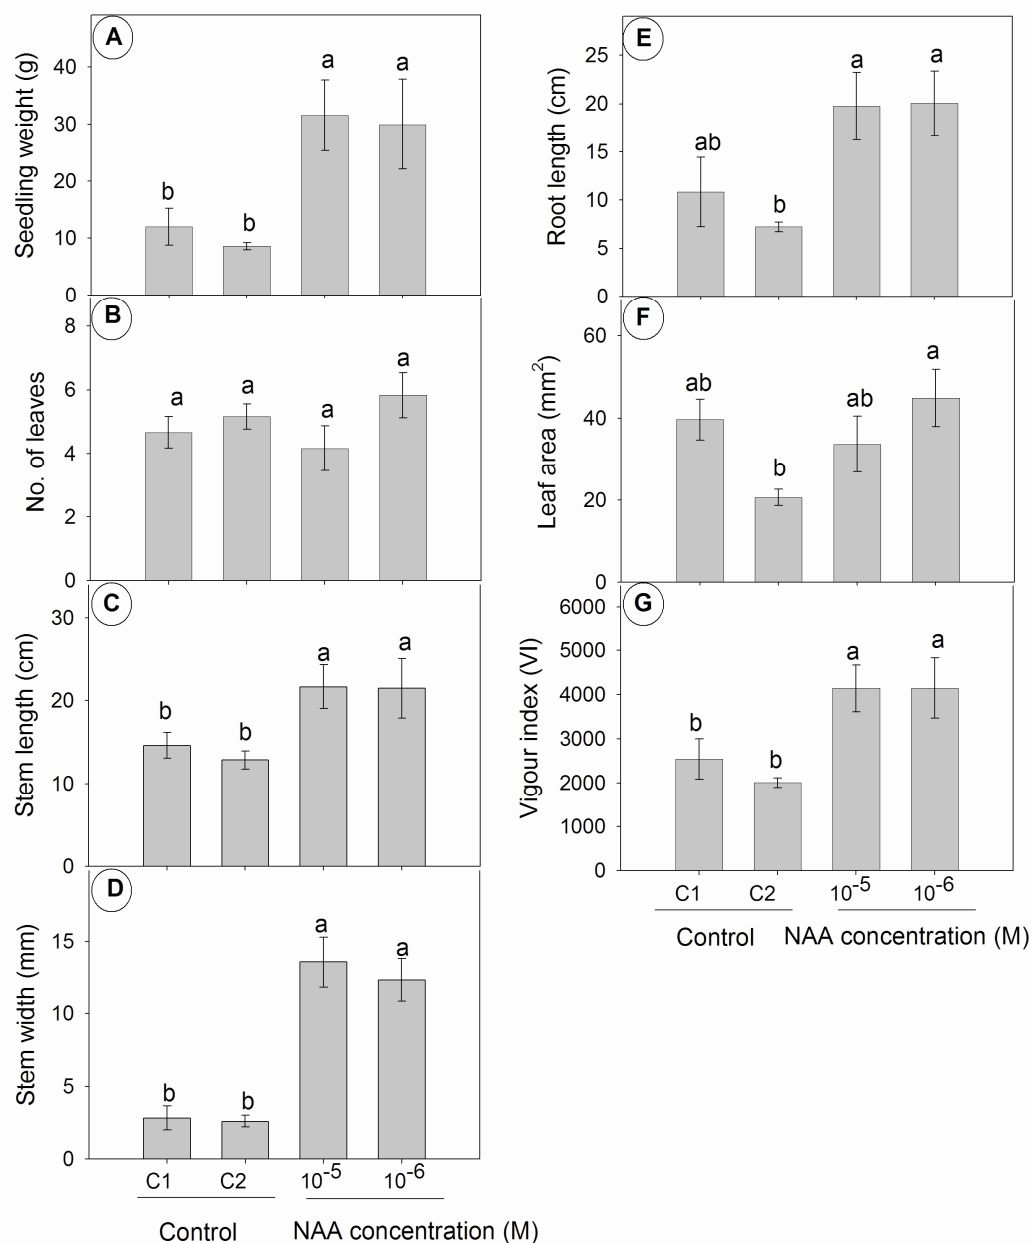 A
Seedling weight (g)
40
30
20
10
0
b
b
a
a
B
No. of leaves
8
6
4
2
0
a
a
a
a
C
Stem length (cm)
30
20
10
0
b
b
a
a
D
Stem width (mm)
15
10
5
0
b
b
a
a
C1 C2 10⁻⁵ 10⁻⁶
Control NAA concentration (M)
E
Root length (cm)
25
20
15
10
5
0
ab
b
a
a
F
Leaf area (mm²)
60
40
20
0
ab
b
ab
a
G
Vigour index (VI)
6000
5000
4000
3000
2000
1000
0
b
b
a
a
C1 C2 10⁻⁵ 10⁻⁶
Control NAA concentration (M)